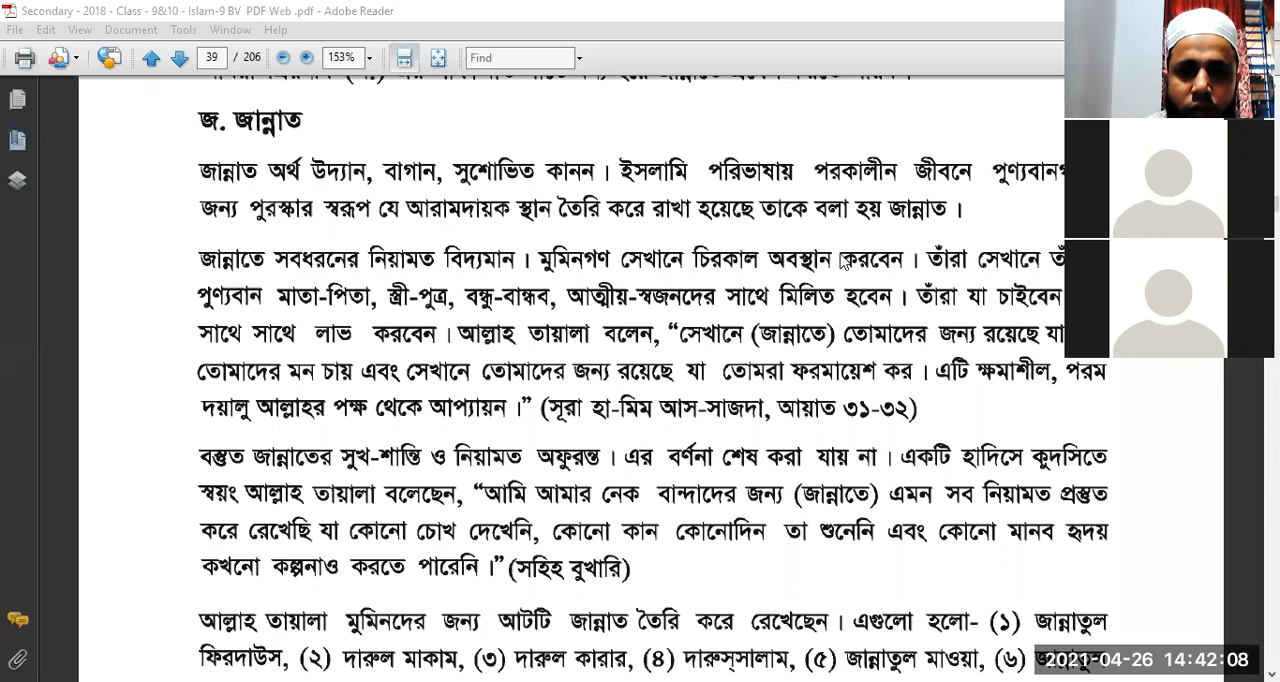 Secondary - 2018 - Class - 9&10 - Islam-9 BV PDF Web .pdf - Adobe Reader
File Edit View Document Tools Window Help
39 / 206 153% Find
জ. জান্নাত
জান্নাত অর্থ উদ্যান, বাগান, সুশোভিত কানন। ইসলামি পরিভাষায় পরকালীন জীবনে
জন্য পুরস্কার স্বরূপ যে আরামদায়ক স্থান তৈরি করে রাখা হয়েছে তাকে বলা হয় জান্নাত।
জান্নাতে সবধরনের নিয়ামত বিদ্যমান। মুমিনগণ সেখানে চিরকাল অবস্থান করবেন। তাঁরা সেখানে
পুণ্যবান মাতা-পিতা, স্ত্রী-পুত্র, বন্ধু-বান্ধব, আত্মীয়-স্বজনদের সাথে মিলিত হবেন। তাঁরা যা চাইবেন
সাথে সাথে লাভ করবেন। আল্লাহ তায়ালা বলেন, “সেখানে (জান্নাতে) তোমাদের জন্য রয়েছে যা
তোমাদের মন চায় এবং সেখানে তোমাদের জন্য রয়েছে যা তোমরা ফরমায়েশ কর। এটি ক্ষমাশীল, পরম
দয়ালু আল্লাহর পক্ষ থেকে আপ্যায়ন।” (সূরা হা-মিম আস-সাজদা, আয়াত ৩১-৩২)
বস্তুত জান্নাতের সুখ-শান্তি ও নিয়ামত অফুরন্ত। এর বর্ণনা শেষ করা যায় না। একটি হাদিসে কুদসিতে
স্বয়ং আল্লাহ তায়ালা বলেছেন, “আমি আমার নেক বান্দাদের জন্য (জান্নাতে) এমন সব নিয়ামত প্রস্তুত
করে রেখেছি যা কোনো চোখ দেখেনি, কোনো কান কোনোদিন তা শুনেনি এবং কোনো মানব হৃদয়
কখনো কল্পনাও করতে পারেনি।” (সহিহ বুখারি)
আল্লাহ তায়ালা মুমিনদের জন্য আটটি জান্নাত তৈরি করে রেখেছেন। এগুলো হলো- (১) জান্নাতুল
ফিরদাউস, (২) দারুল মাকাম, (৩) দারুল কারার, (৪) দারুস্সালাম, (৫) জান্নাতুল মাওয়া, (৬)
2021-04-26 14:42:08